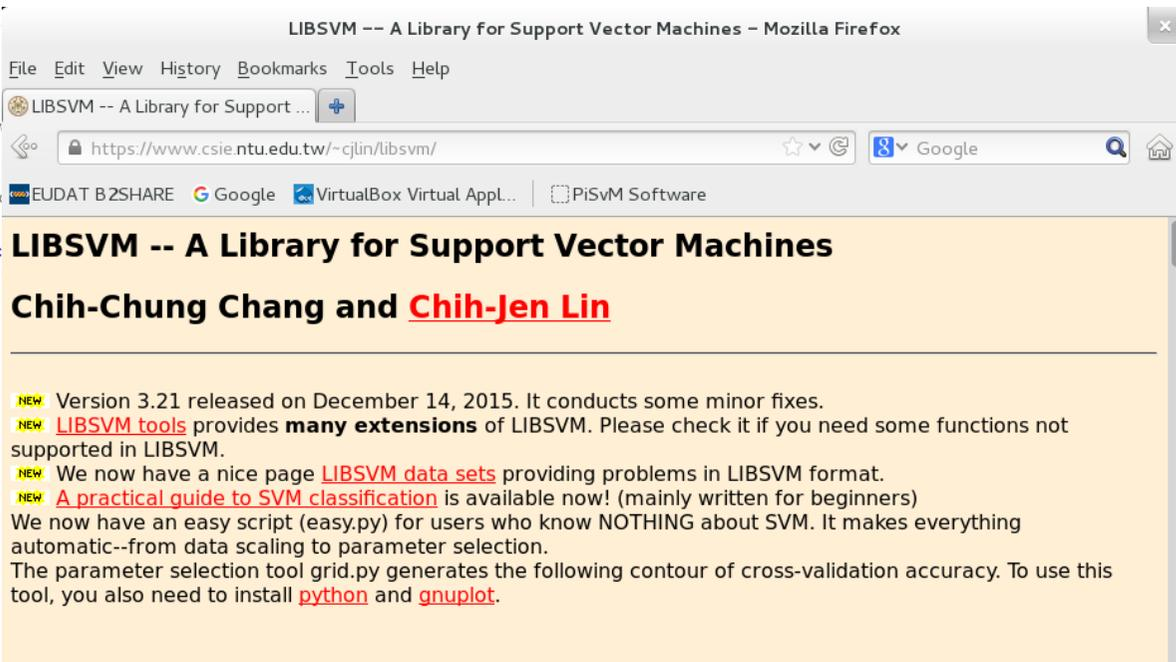 LIBSVM -- A Library for Support Vector Machines - Mozilla Firefox
File Edit View History Bookmarks Tools Help
LIBSVM -- A Library for Support ...
https://www.csie.ntu.edu.tw/~cjlin/libsvm/
8 Google
EUDAT B2SHARE Google VirtualBox Virtual Appl... PiSvM Software
LIBSVM -- A Library for Support Vector Machines
Chih-Chung Chang and Chih-Jen Lin
NEW Version 3.21 released on December 14, 2015. It conducts some minor fixes.
NEW LIBSVM tools provides many extensions of LIBSVM. Please check it if you need some functions not
supported in LIBSVM.
NEW We now have a nice page LIBSVM data sets providing problems in LIBSVM format.
NEW A practical guide to SVM classification is available now! (mainly written for beginners)
We now have an easy script (easy.py) for users who know NOTHING about SVM. It makes everything
automatic--from data scaling to parameter selection.
The parameter selection tool grid.py generates the following contour of cross-validation accuracy. To use this
tool, you also need to install python and gnuplot.